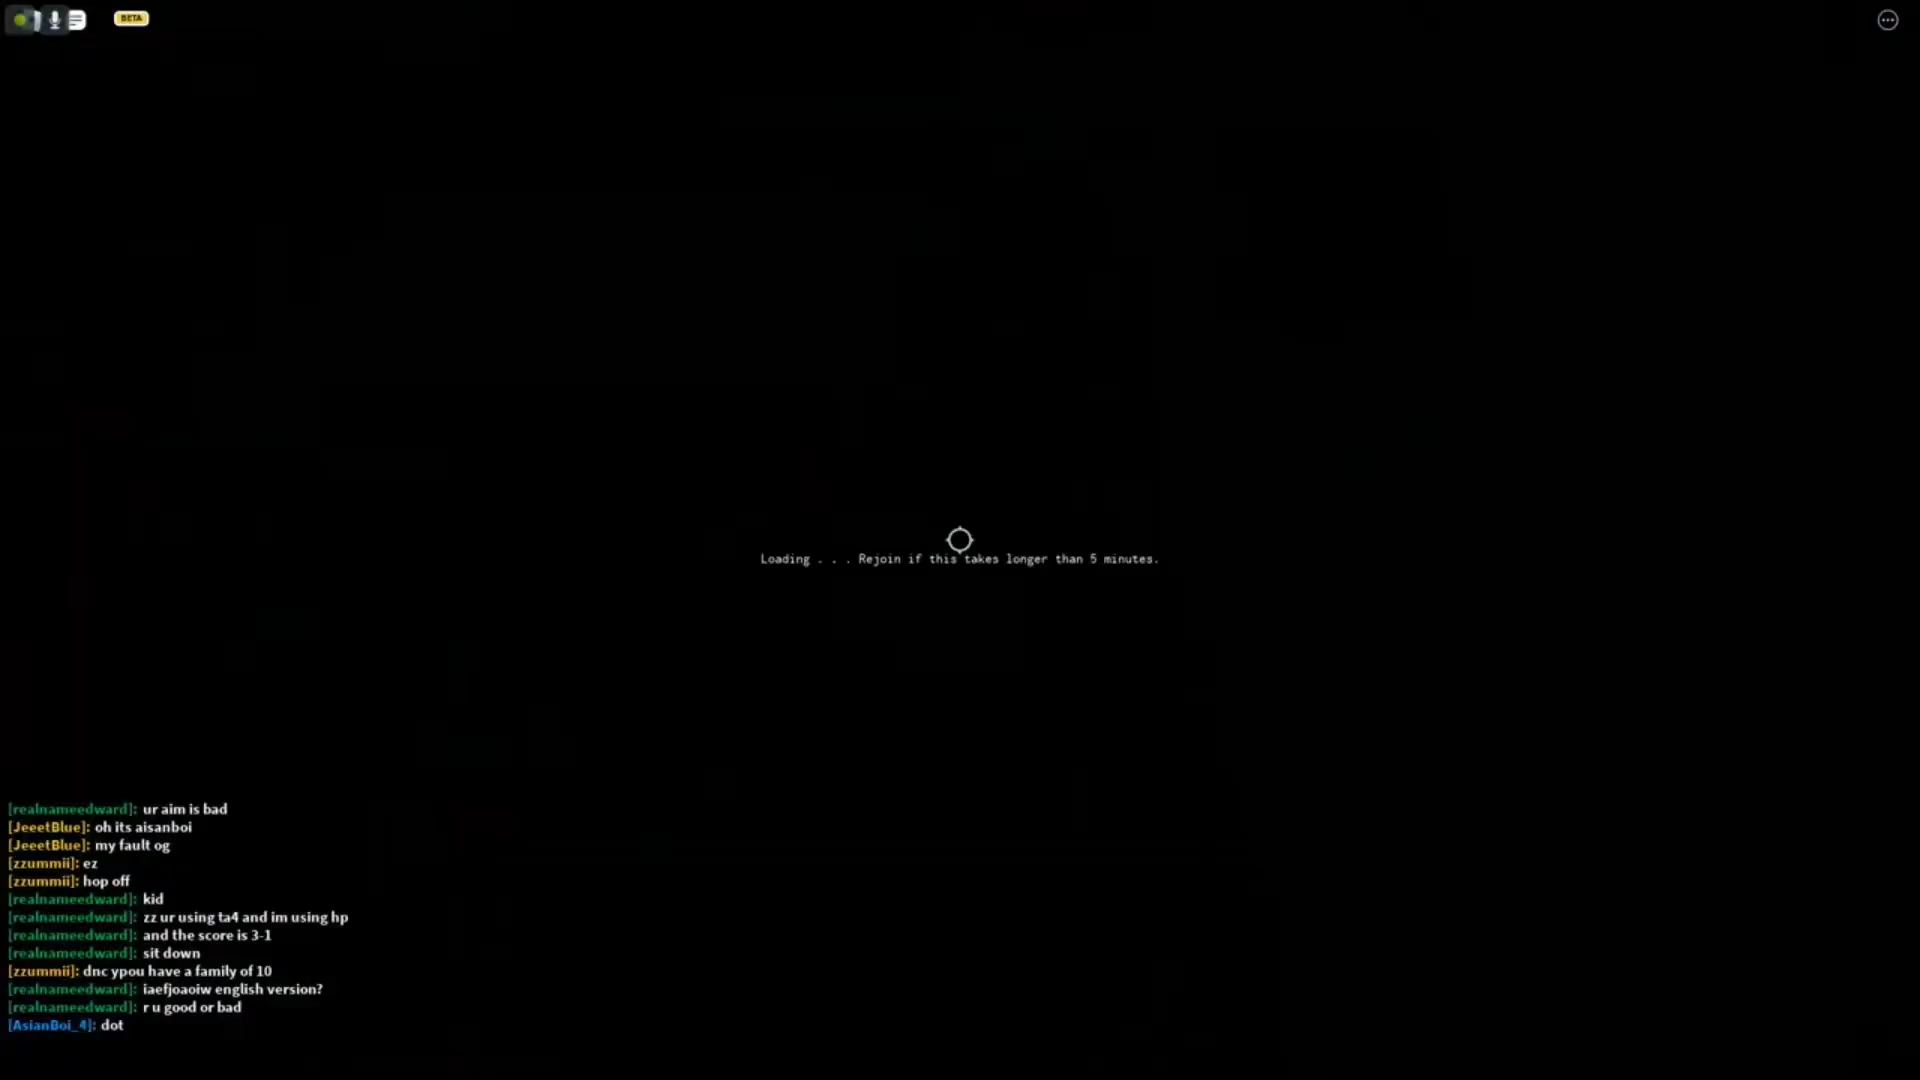 BETA
Loading . . . Rejoin if this takes longer than 5 minutes.
[realnameedward]: ur aim is bad
[JeeetBlue]: oh its aisanboi
[JeeetBlue]: my fault og
[zzummii]: ez
[zzummii]: hop off
[realnameedward]: kid
[realnameedward]: zz ur using ta4 and im using hp
[realnameedward]: and the score is 3-1
[realnameedward]: sit down
[zzummii]: dnc ypou have a family of 10
[realnameedward]: iaefjoaoiw english version?
[realnameedward]: r u good or bad
[AsianBoi_4]: dot